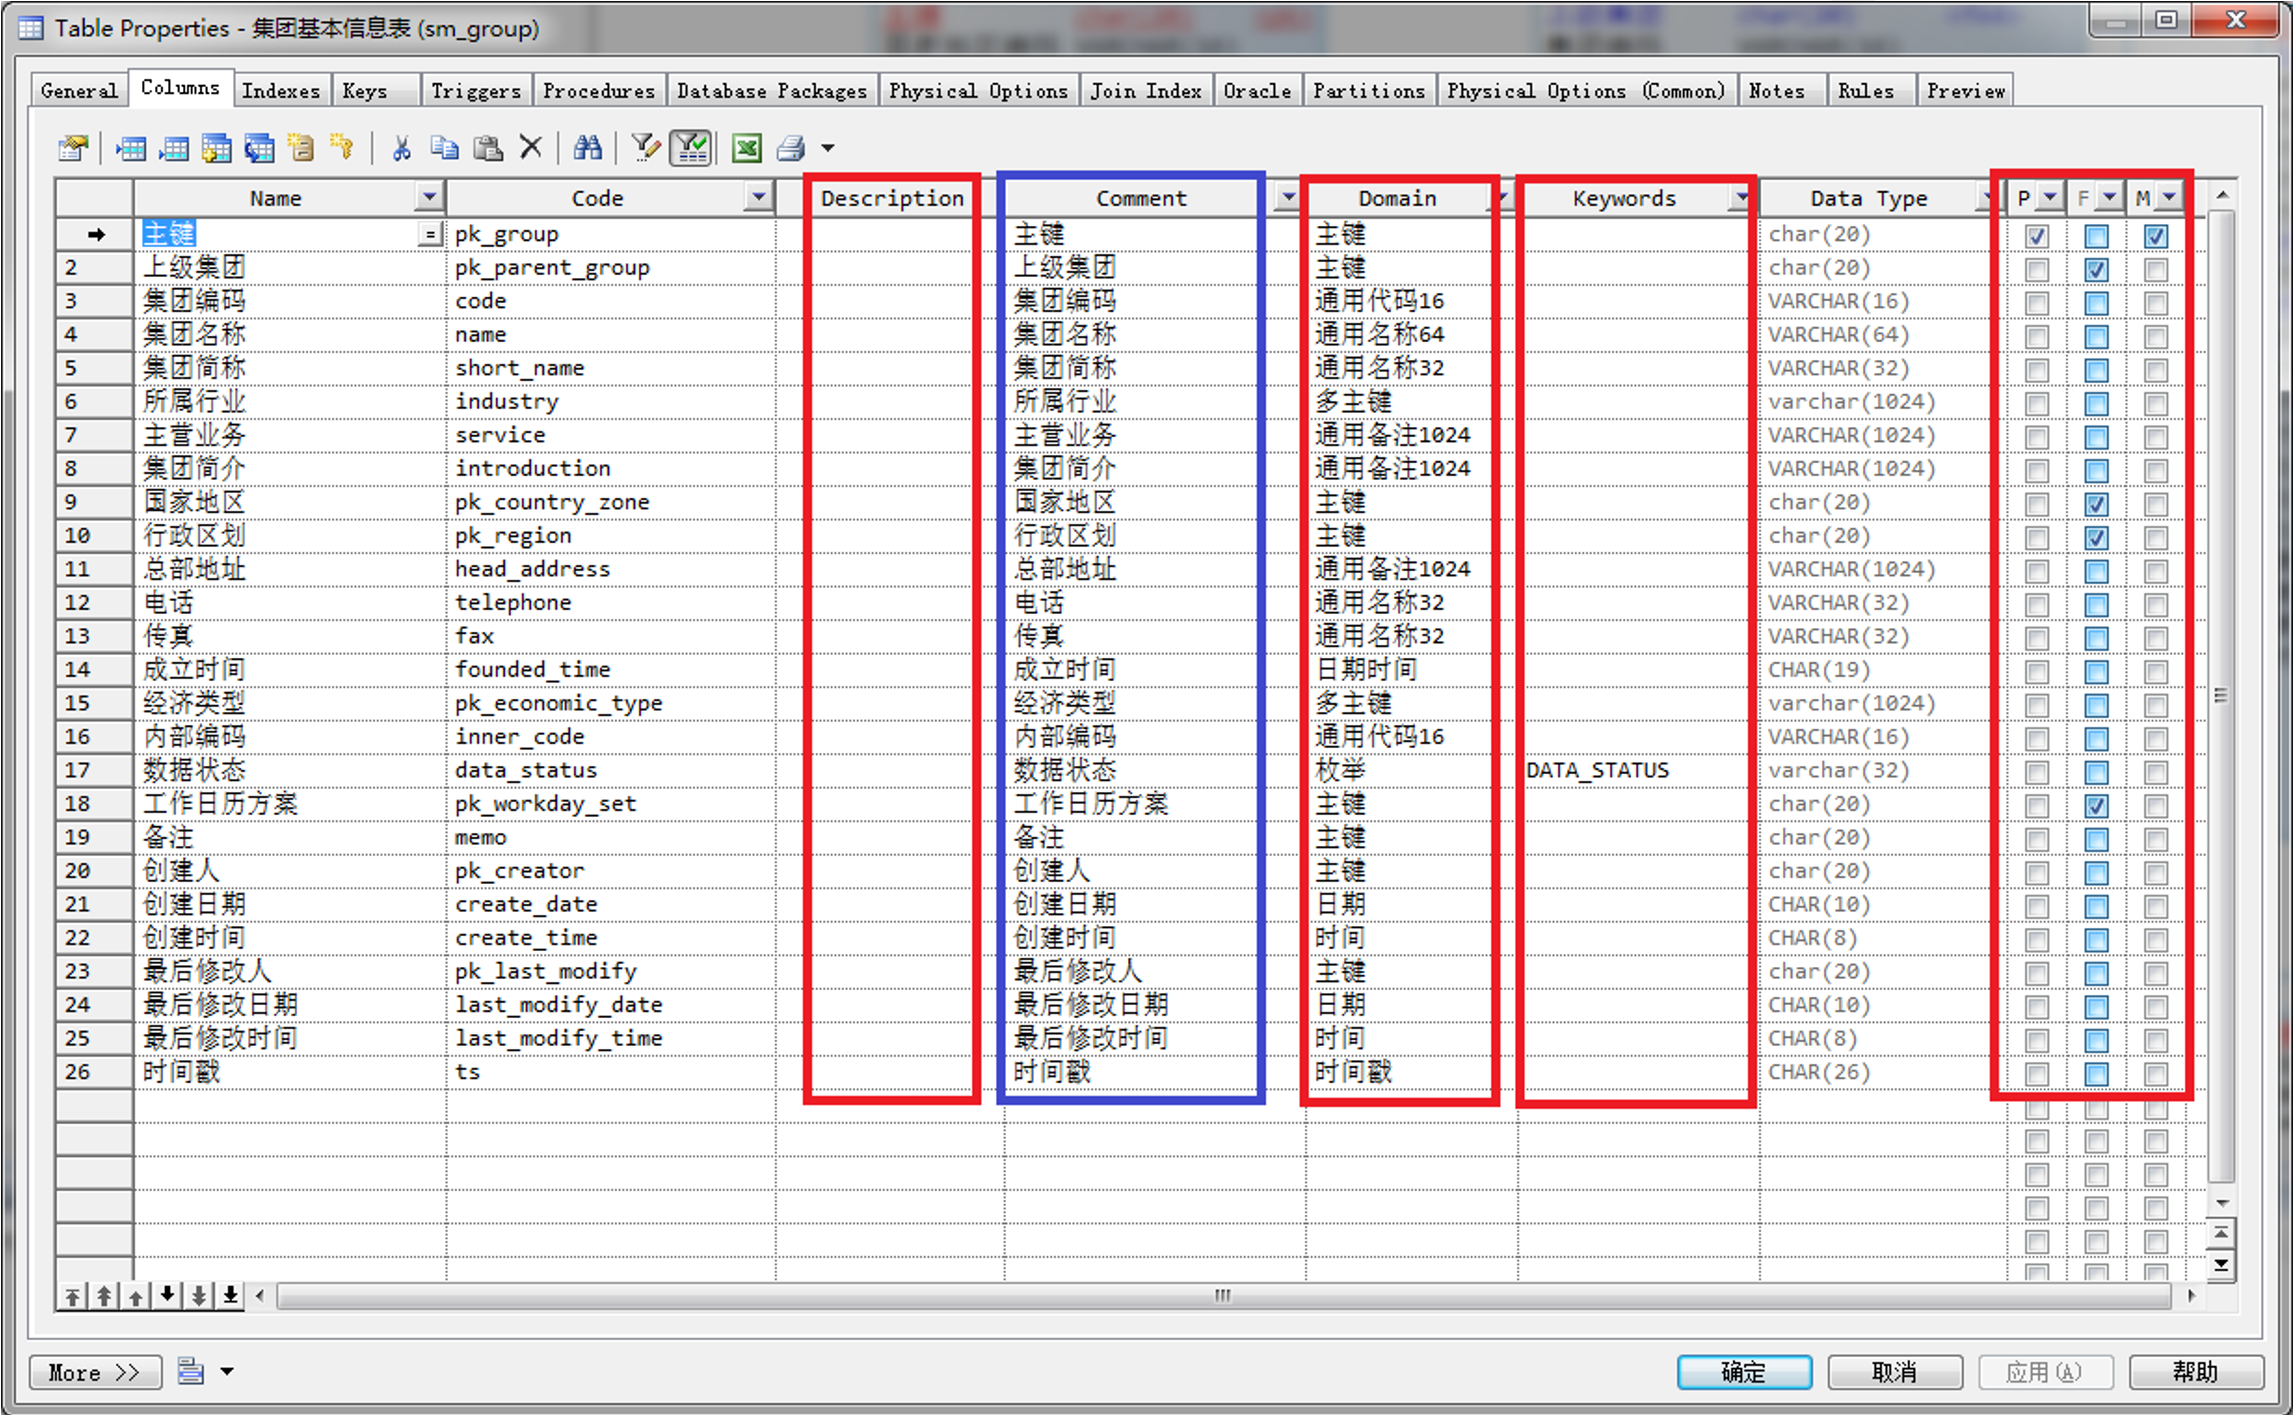 Table Properties - 集团基本信息表 (sm_group)
General Columns Indexes Keys Triggers Procedures Database Packages Physical Options Join Index Oracle Partitions Physical Options (Common) Notes Rules Preview
Name Code Description Comment Domain Keywords Data Type P F M
主键 = pk_group 主键 主键 char(20)
2 上级集团 pk_parent_group 上级集团 主键 char(20)
3 集团编码 code 集团编码 通用代码16 VARCHAR(16)
4 集团名称 name 集团名称 通用名称64 VARCHAR(64)
5 集团简称 short_name 集团简称 通用名称32 VARCHAR(32)
6 所属行业 industry 所属行业 多主键 varchar(1024)
7 主营业务 service 主营业务 通用备注1024 VARCHAR(1024)
8 集团简介 introduction 集团简介 通用备注1024 VARCHAR(1024)
9 国家地区 pk_country_zone 国家地区 主键 char(20)
10 行政区划 pk_region 行政区划 主键 char(20)
11 总部地址 head_address 总部地址 通用备注1024 VARCHAR(1024)
12 电话 telephone 电话 通用名称32 VARCHAR(32)
13 传真 fax 传真 通用名称32 VARCHAR(32)
14 成立时间 founded_time 成立时间 日期时间 CHAR(19)
15 经济类型 pk_economic_type 经济类型 多主键 varchar(1024)
16 内部编码 inner_code 内部编码 通用代码16 VARCHAR(16)
17 数据状态 data_status 数据状态 枚举 DATA_STATUS varchar(32)
18 工作日历方案 pk_workday_set 工作日历方案 主键 char(20)
19 备注 memo 备注 主键 char(20)
20 创建人 pk_creator 创建人 主键 char(20)
21 创建日期 create_date 创建日期 日期 CHAR(10)
22 创建时间 create_time 创建时间 时间 CHAR(8)
23 最后修改人 pk_last_modify 最后修改人 主键 char(20)
24 最后修改日期 last_modify_date 最后修改日期 日期 CHAR(10)
25 最后修改时间 last_modify_time 最后修改时间 时间 CHAR(8)
26 时间戳 ts 时间戳 时间戳 CHAR(26)
More >> 确定 取消 应用(A) 帮助